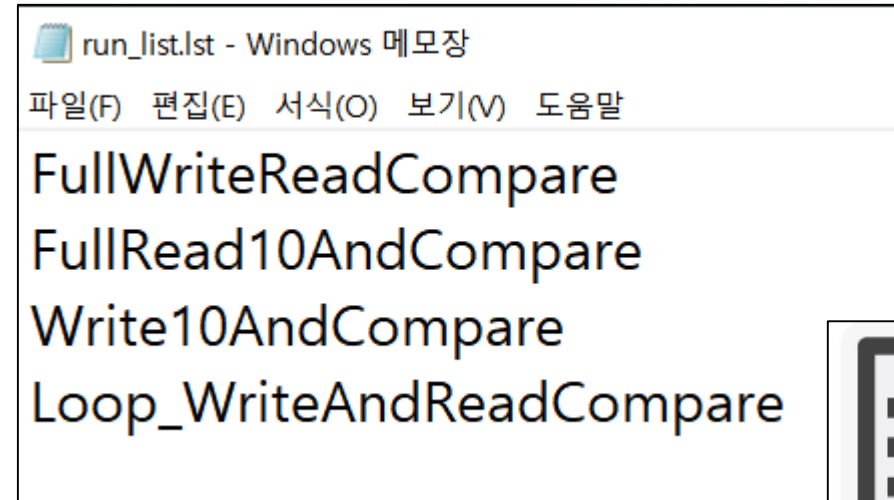 run_list.lst - Windows 메모장
파일(F) 편집(E) 서식(O) 보기(V) 도움말
FullWriteReadCompare
FullRead10AndCompare
Write10AndCompare
Loop_WriteAndReadCompare